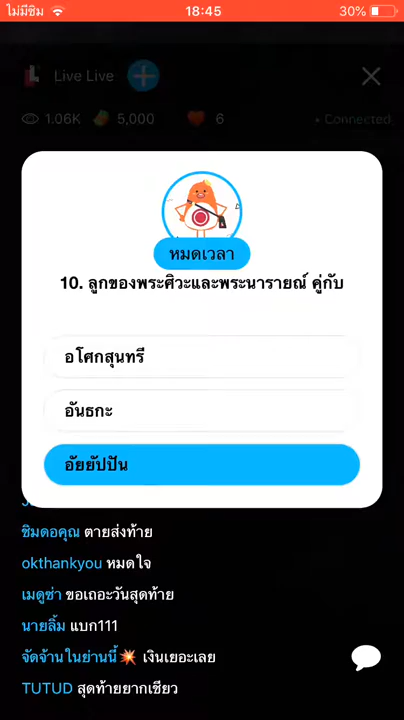 ไม่มีซิม 18:45 30%
Live Live
1.06K 5,000 6 • Connected
หมดเวลา
10. ลูกของพระศิวะและพระนารายณ์ คู่กับ
อโศกสุนทรี
อันธกะ
อัยยัปปัน
ซิมดอคุณ ตายส่งท้าย
okthankyou หมดใจ
เมดูซ่า ขอเถอะวันสุดท้าย
นายลิ้ม แบก111
จัดจ้านในย่านนี้💥 เงินเยอะเลย
TUTUD สุดท้ายยากเชียว